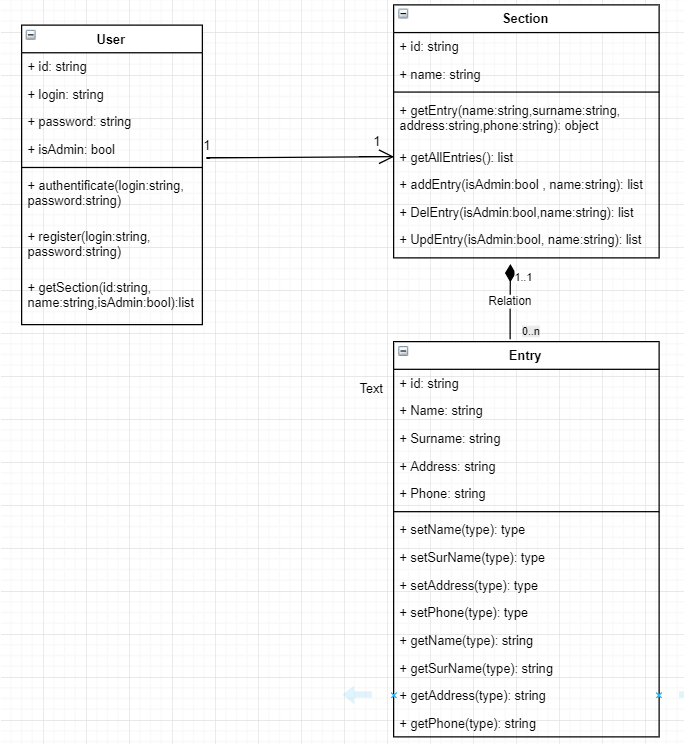 User
+ id: string
+ login: string
+ password: string
+ isAdmin: bool
+ authentificate(login:string,
password:string)
+ register(login:string,
password:string)
+ getSection(id:string,
name:string,isAdmin:bool):list
1
1
Section
+ id: string
+ name: string
+ getEntry(name:string,surname:string,
address:string,phone:string): object
+ getAllEntries(): list
+ addEntry(isAdmin:bool , name:string): list
+ DelEntry(isAdmin:bool,name:string): list
+ UpdEntry(isAdmin:bool, name:string): list
1..1
Relation
0..n
Text
Entry
+ id: string
+ Name: string
+ Surname: string
+ Address: string
+ Phone: string
+ setName(type): type
+ setSurName(type): type
+ setAddress(type): type
+ setPhone(type): type
+ getName(type): string
+ getSurName(type): string
+ getAddress(type): string
+ getPhone(type): string